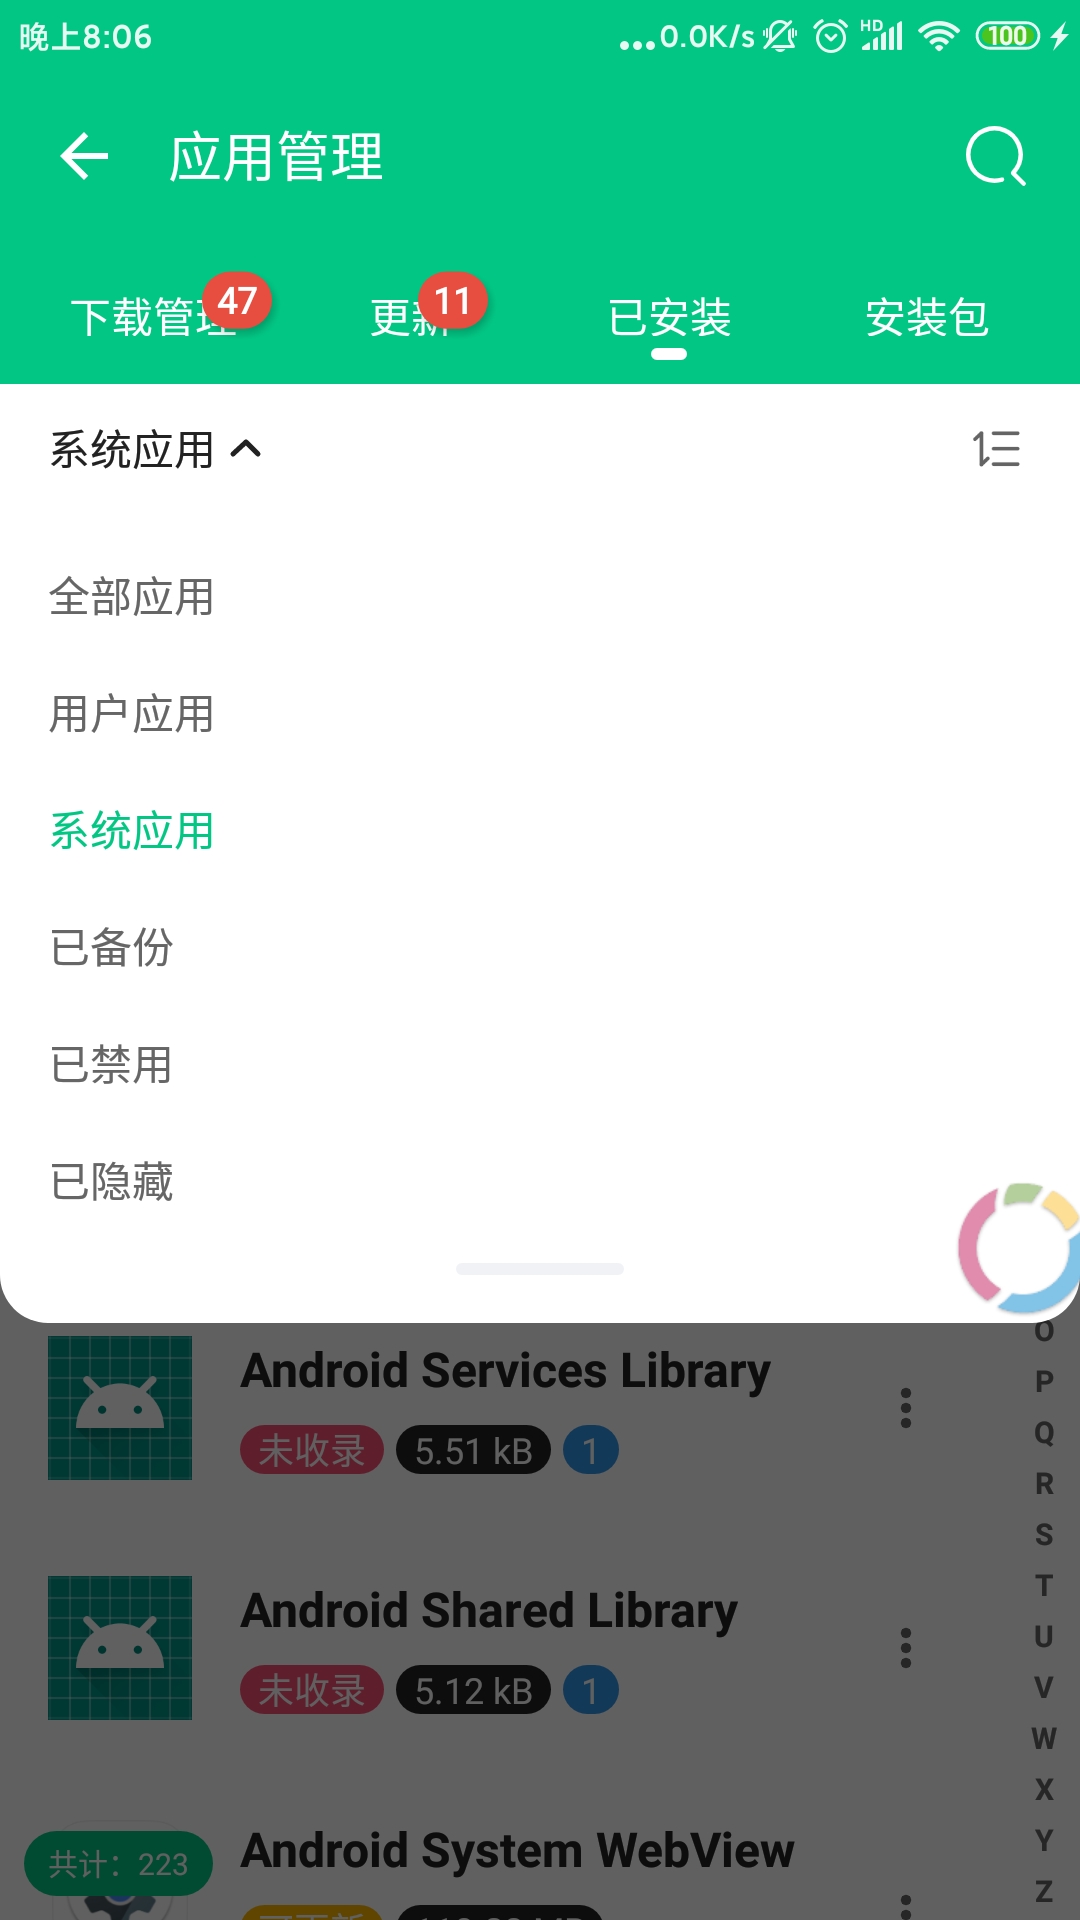 晚上8:06
...0.0K/s HD 100
应用管理
下载管理 47 更新 11 已安装 安装包
系统应用
全部应用
用户应用
系统应用
已备份
已禁用
已隐藏
Android Services Library
未收录 5.51 kB 1
Android Shared Library
未收录 5.12 kB 1
Android System WebView
共计：223
O
P
Q
R
S
T
U
V
W
X
Y
Z